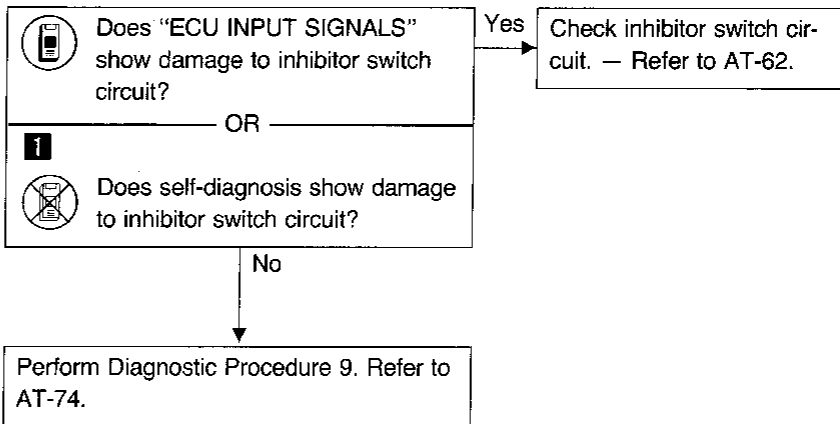 Does "ECU INPUT SIGNALS"
show damage to inhibitor switch
circuit?
Yes
Check inhibitor switch cir-
cuit. — Refer to AT-62.
OR
1
Does self-diagnosis show damage
to inhibitor switch circuit?
No
Perform Diagnostic Procedure 9. Refer to
AT-74.